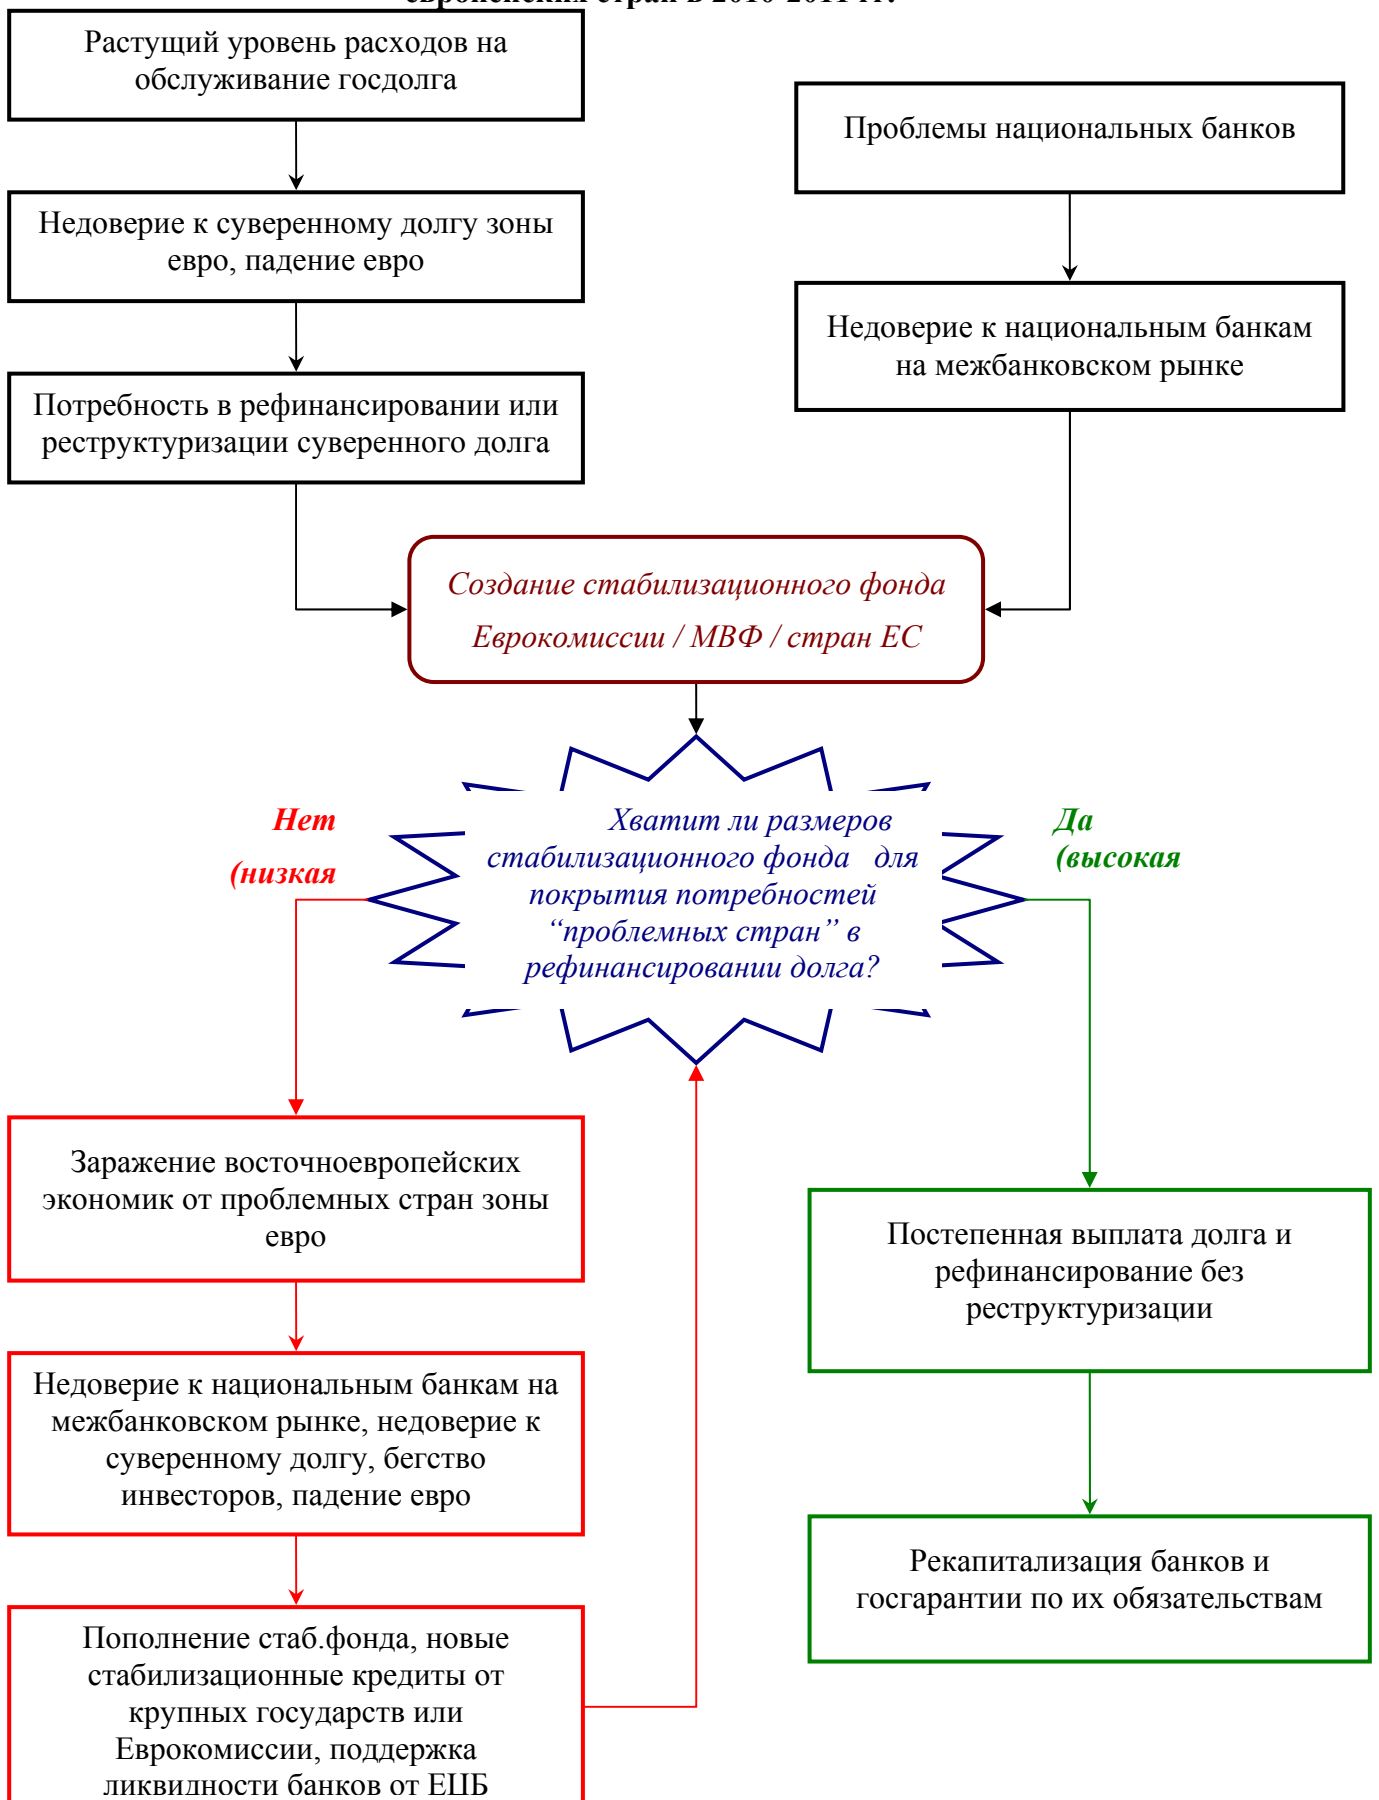 европейских стран в 2010-2011 гг.
Растущий уровень расходов на
обслуживание госдолга
Проблемы национальных банков
Недоверие к суверенному долгу зоны
евро, падение евро
Недоверие к национальным банкам
на межбанковском рынке
Потребность в рефинансировании или
реструктуризации суверенного долга
Создание стабилизационного фонда
Еврокомиссии / МВФ / стран ЕС
Нет
(низкая
Хватит ли размеров
стабилизационного фонда для
покрытия потребностей
“проблемных стран” в
рефинансировании долга?
Да
(высокая
Заражение восточноевропейских
экономик от проблемных стран зоны
евро
Постепенная выплата долга и
рефинансирование без
реструктуризации
Недоверие к национальным банкам на
межбанковском рынке, недоверие к
суверенному долгу, бегство
инвесторов, падение евро
Рекапитализация банков и
госгарантии по их обязательствам
Пополнение стаб.фонда, новые
стабилизационные кредиты от
крупных государств или
Еврокомиссии, поддержка
ликвидности банков от ЕЦБ